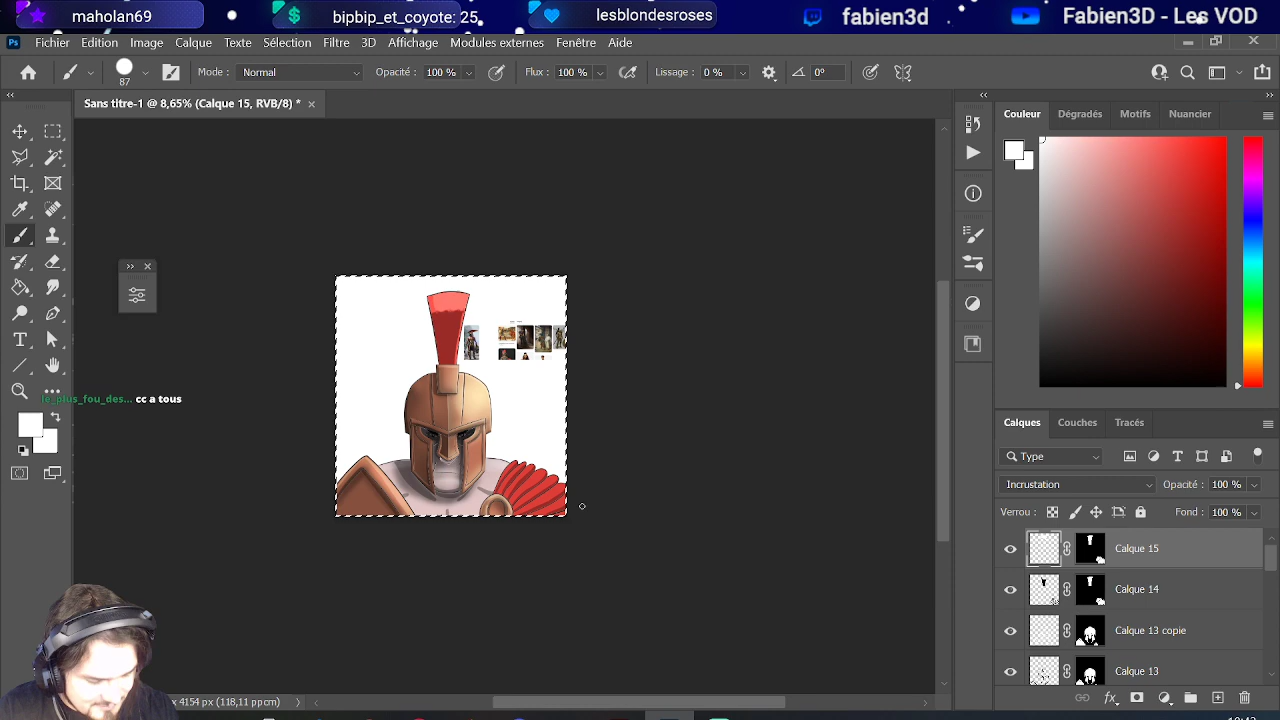 maholan69
bipbip_et_coyote: 25
lesblondesroses
fabien3d
Fabien3D - Les VOD
Ps Fichier Edition Image Calque Texte Sélection Filtre 3D Affichage Modules externes Fenêtre Aide
87 Mode : Normal Opacité : 100 % Flux : 100 % Lissage : 0 % 0°
Sans titre-1 @ 8,65% (Calque 15, RVB/8) *
Couleur Dégradés Motifs Nuancier
le_plus_fou_des... cc a tous
Calques Couches Tracés
Type
Incrustation Opacité : 100 %
Verrou : Fond : 100 %
Calque 15
Calque 14
Calque 13 copie
Calque 13
x 4154 px (118,11 ppcm)